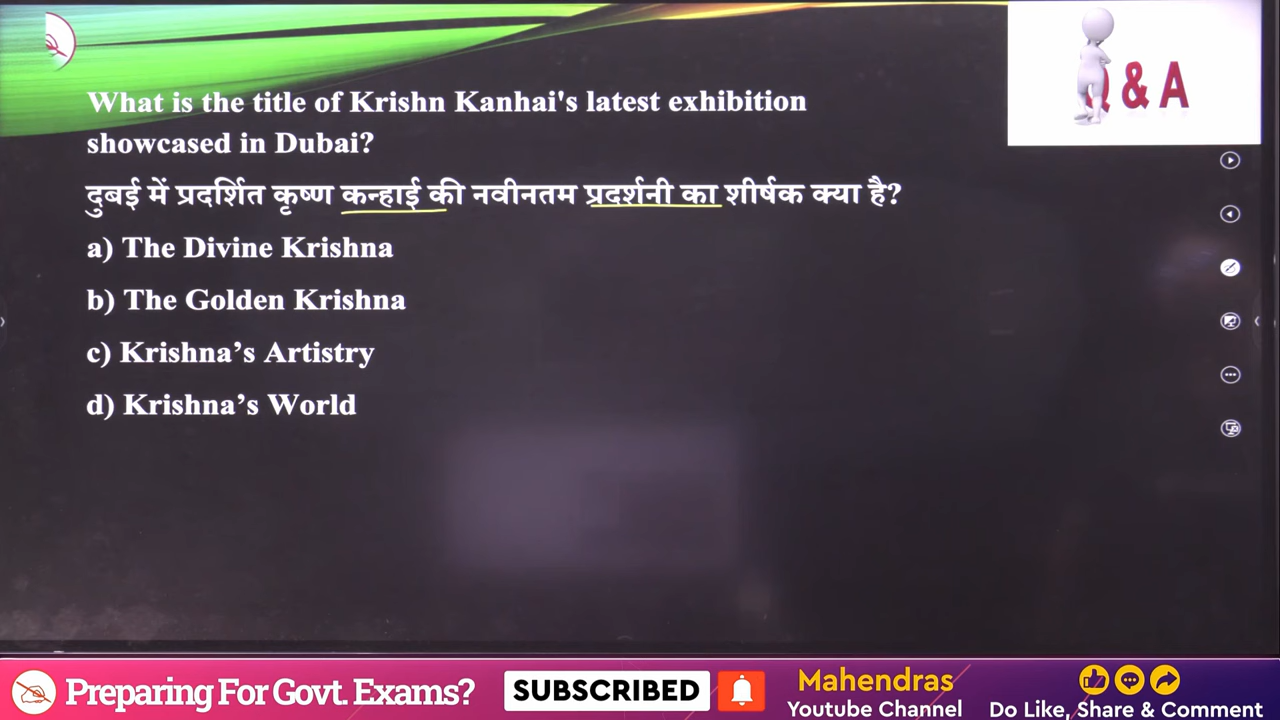 Q & A
What is the title of Krishn Kanhai's latest exhibition
showcased in Dubai?
दुबई में प्रदर्शित कृष्ण कन्हाई की नवीनतम प्रदर्शनी का शीर्षक क्या है?
a) The Divine Krishna
b) The Golden Krishna
c) Krishna’s Artistry
d) Krishna’s World
Preparing For Govt. Exams?
SUBSCRIBED
Mahendras
Youtube Channel
Do Like, Share & Comment